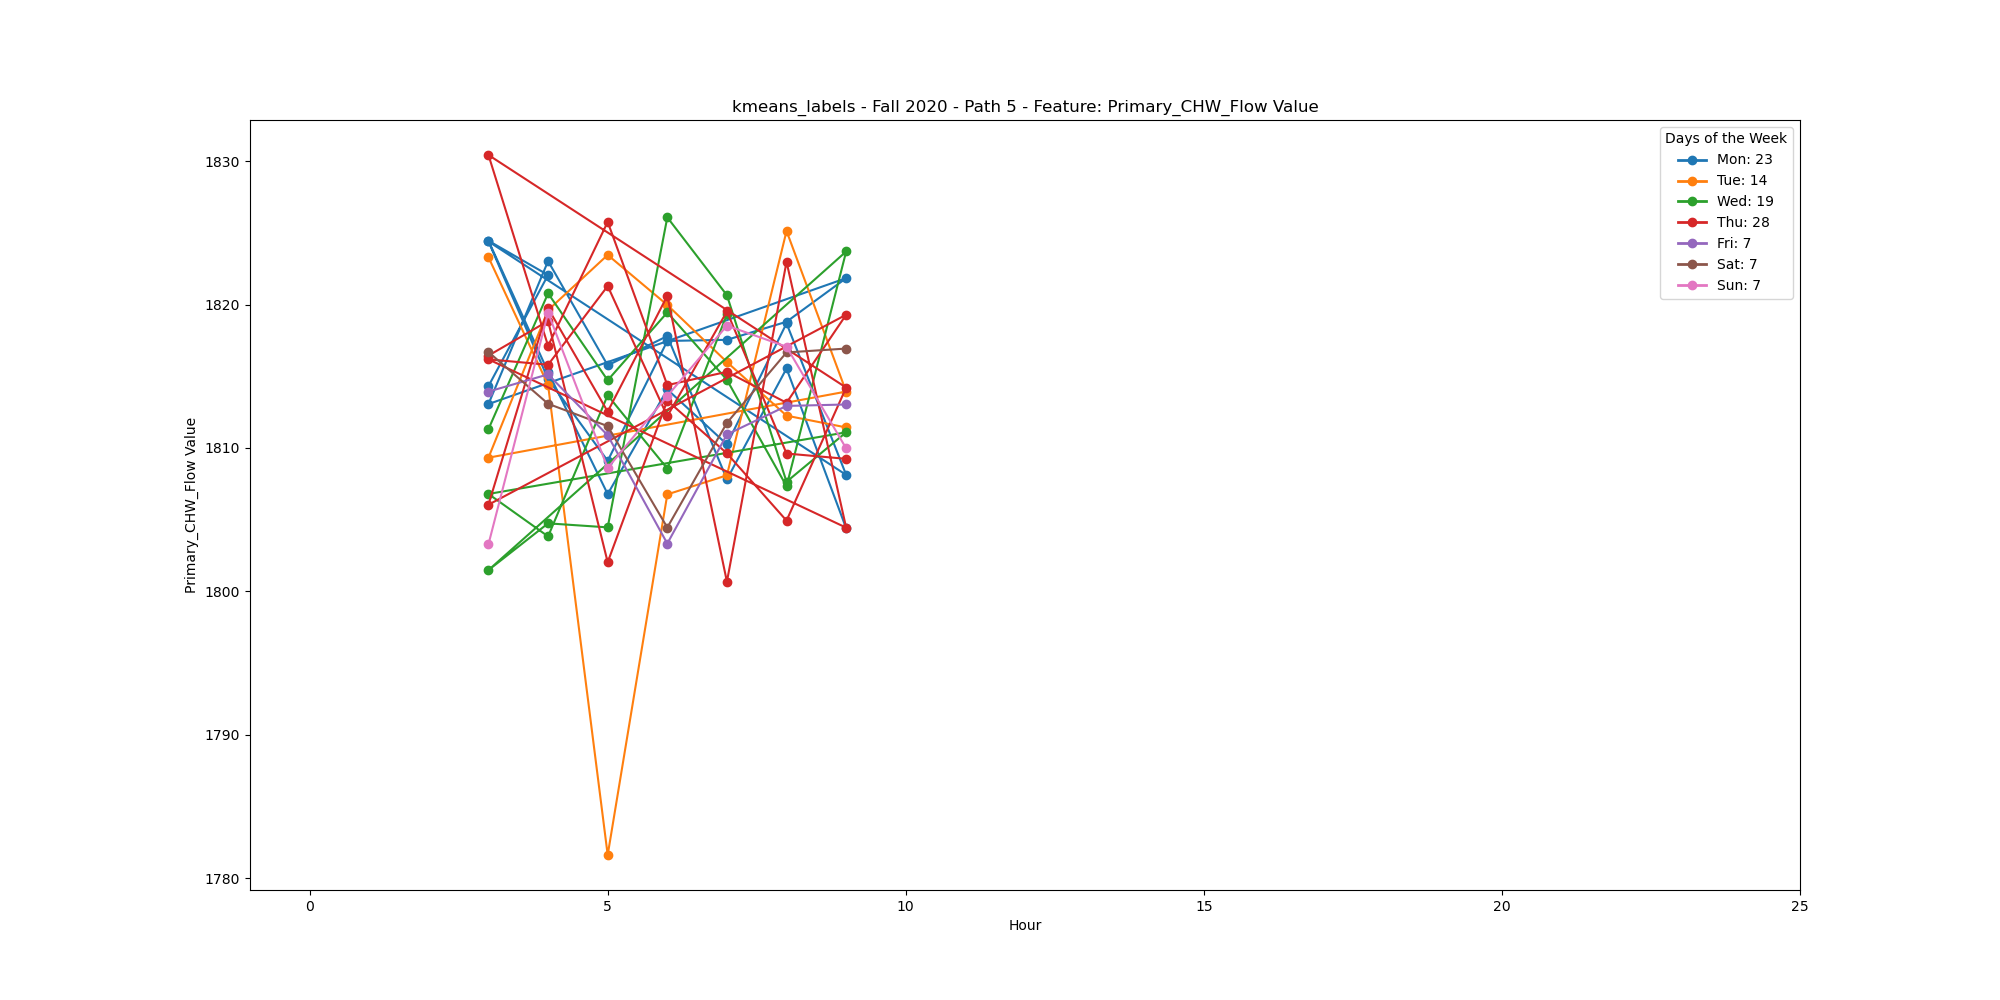 kmeans_labels - Fall 2020 - Path 5 - Feature: Primary_CHW_Flow Value
Primary_CHW_Flow Value
1830
1820
1810
1800
1790
1780
0
5
10
15
20
25
Hour
Days of the Week
Mon: 23
Tue: 14
Wed: 19
Thu: 28
Fri: 7
Sat: 7
Sun: 7